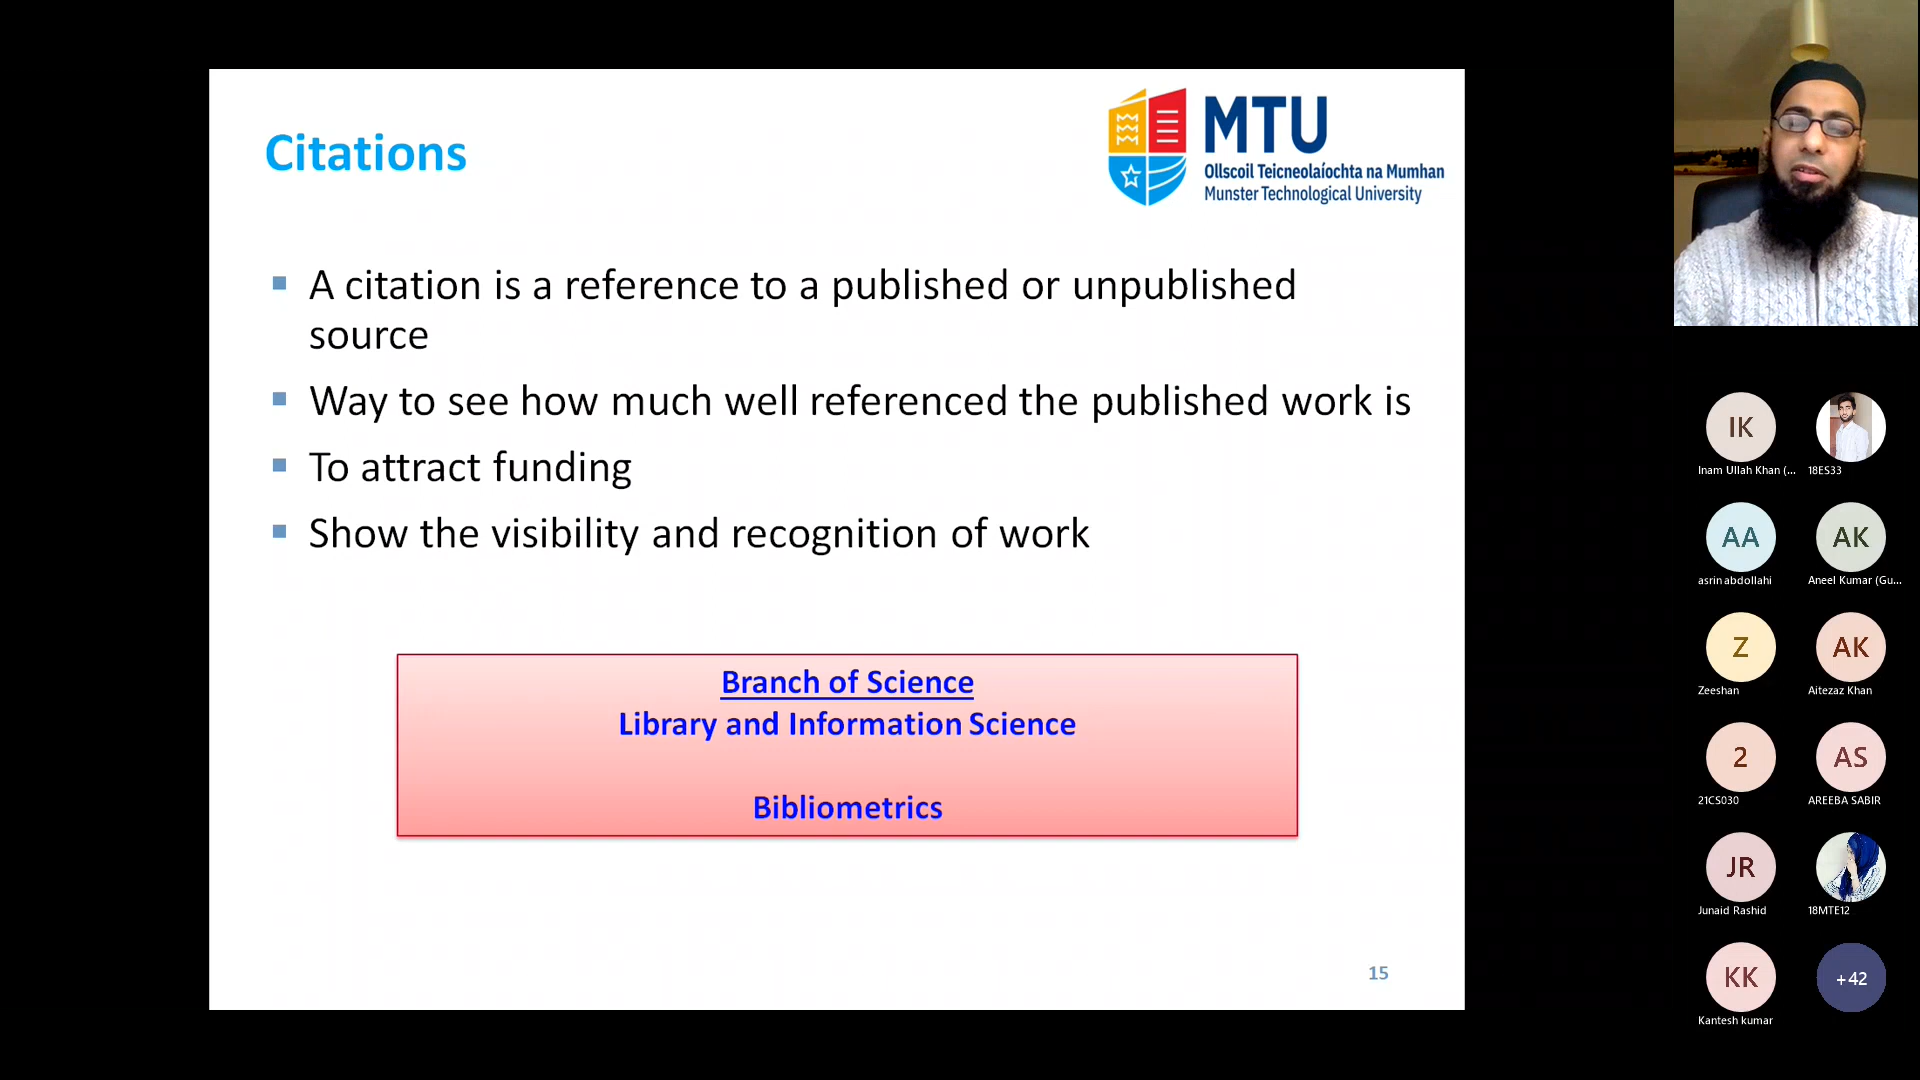 Citations
MTU
Ollscoil Teicneolaíochta na Mumhan
Munster Technological University
A citation is a reference to a published or unpublished
source
Way to see how much well referenced the published work is
To attract funding
Show the visibility and recognition of work
Branch of Science
Library and Information Science
Bibliometrics
15
IK
Inam Ullah Khan (...
18ES33
AA
asrin abdollahi
AK
Aneel Kumar (Gu...
Z
Zeeshan
AK
Aitezaz Khan
2
21CS030
AS
AREEBA SABIR
JR
Junaid Rashid
18MTE12
KK
Kantesh kumar
+42